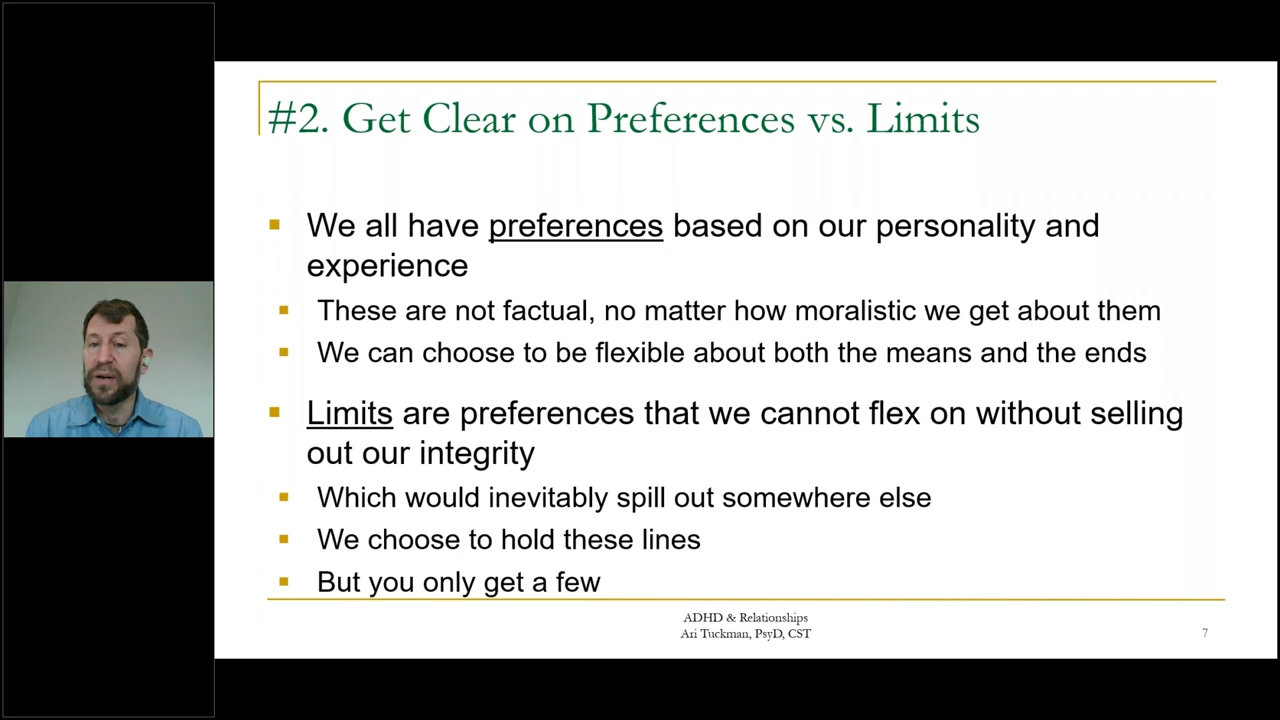 #2. Get Clear on Preferences vs. Limits
We all have preferences based on our personality and
experience
These are not factual, no matter how moralistic we get about them
We can choose to be flexible about both the means and the ends
Limits are preferences that we cannot flex on without selling
out our integrity
Which would inevitably spill out somewhere else
We choose to hold these lines
But you only get a few
ADHD & Relationships
Ari Tuckman, PsyD, CST
7